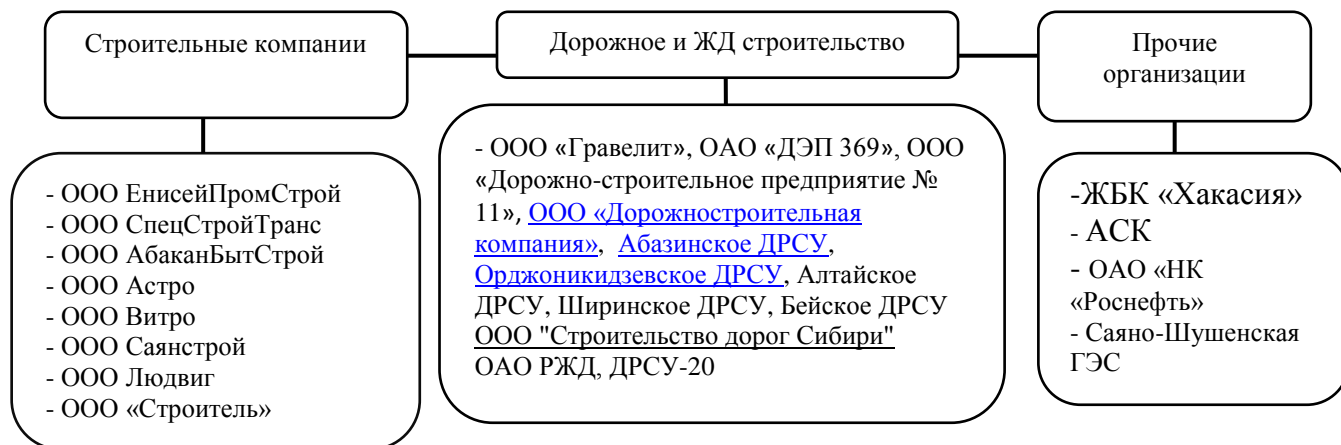 Строительные компании
Дорожное и ЖД строительство
Прочие
организации
- ООО ЕнисейПромСтрой
- ООО СпецСтройТранс
- ООО АбаканБытСтрой
- ООО Астро
- ООО Витро
- ООО Саянстрой
- ООО Людвиг
- ООО «Строитель»
- ООО «Гравелит», ОАО «ДЭП 369», ООО
«Дорожно-строительное предприятие №
11», ООО «Дорожностроительная
компания», Абазинское ДРСУ,
Орджоникидзевское ДРСУ, Алтайское
ДРСУ, Ширинское ДРСУ, Бейское ДРСУ
ООО "Строительство дорог Сибири"
ОАО РЖД, ДРСУ-20
-ЖБК «Хакасия»
- АСК
- ОАО «НК
«Роснефть»
- Саяно-Шушенская
ГЭС